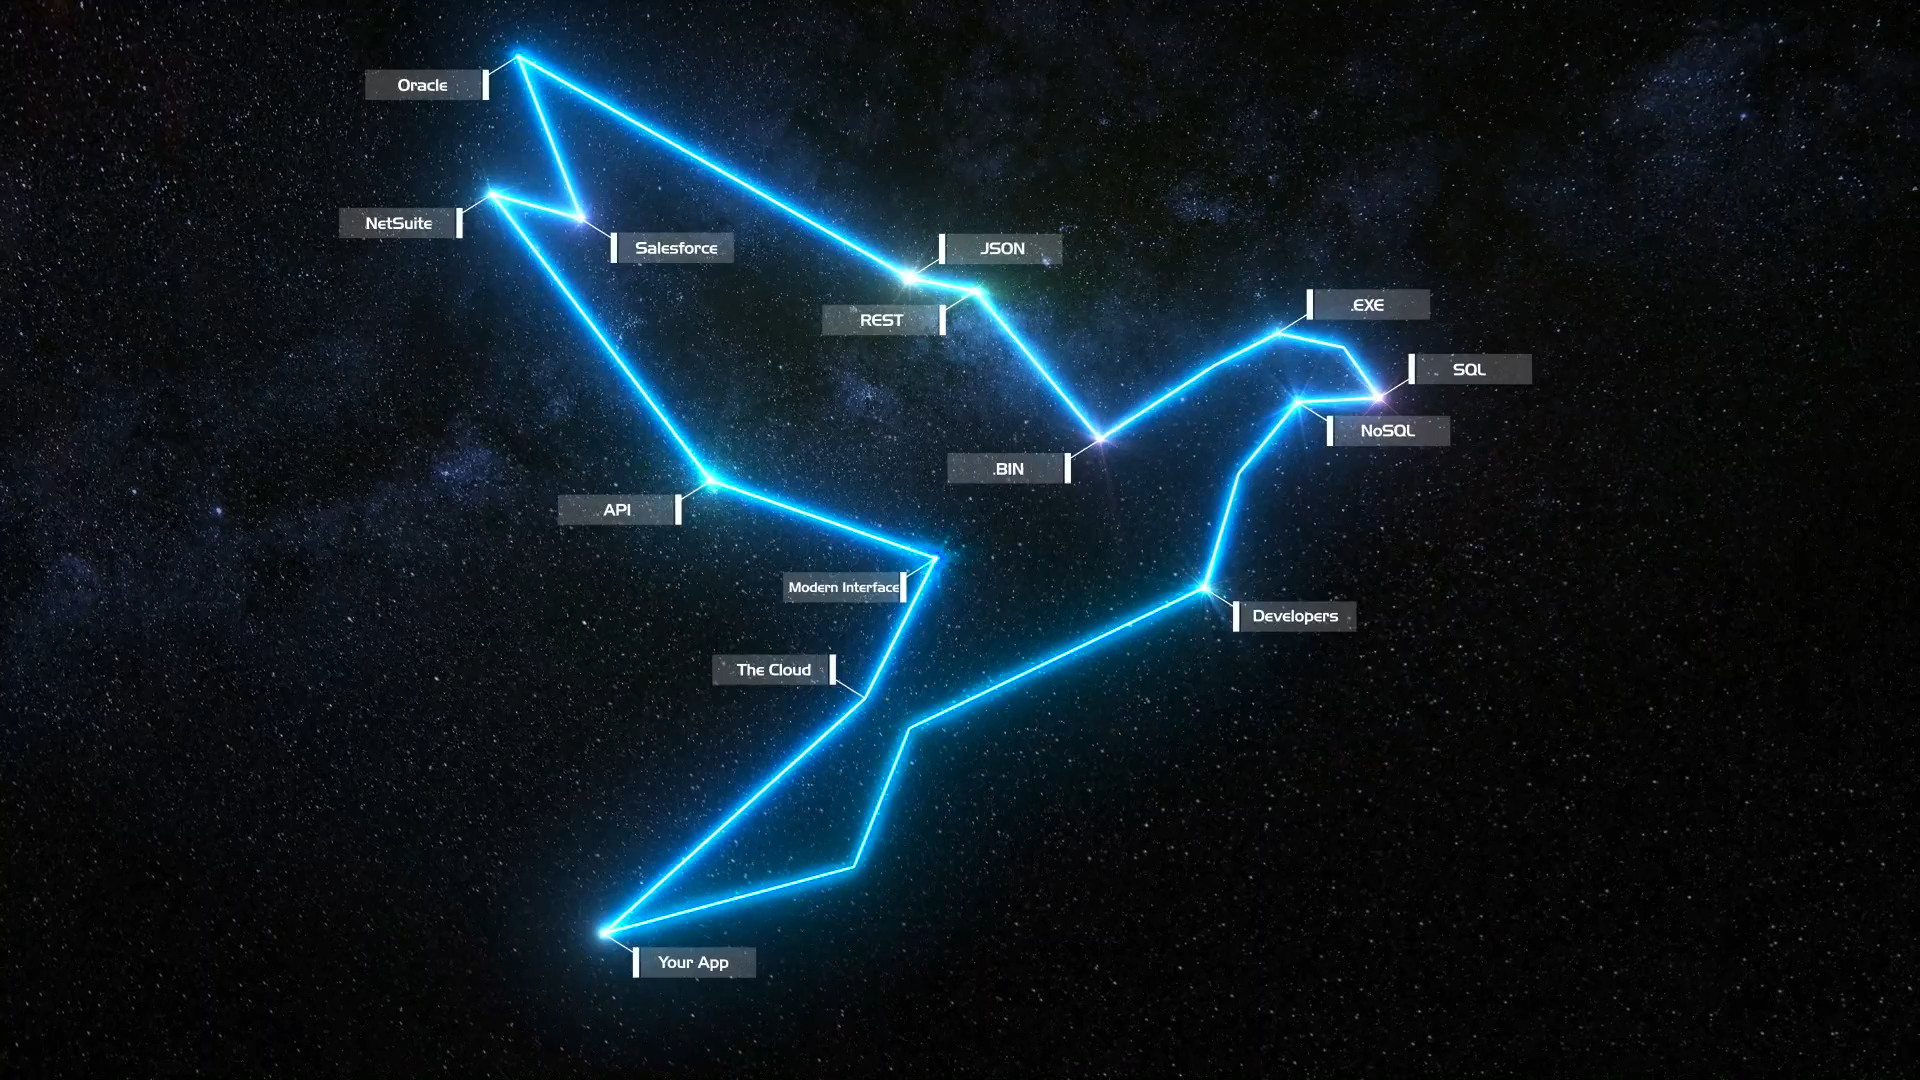 Oracle
NetSuite
Salesforce
JSON
REST
.EXE
SQL
NoSQL
.BIN
API
Modern Interface
Developers
The Cloud
Your App